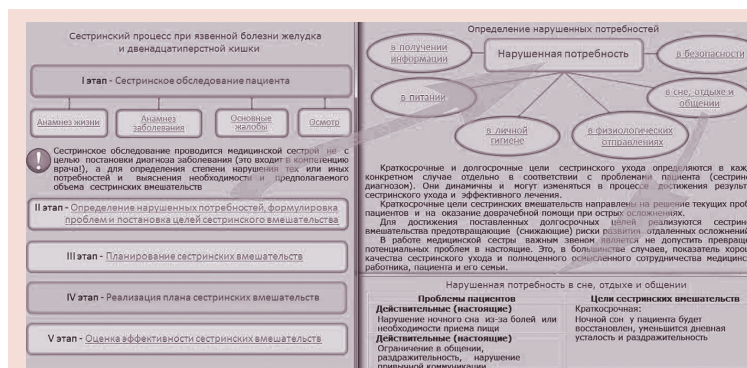 Сестринский процесс при язвенной болезни желудка
и двенадцатиперстной кишки
I этап - Сестринское обследование пациента
Анамнез жизни
Анамнез
заболевания
Основные
жалобы
Осмотр
Сестринское обследование проводится медицинской сестрой не с
целью постановки диагноза заболевания (это входит в компетенцию
врача!), а для определения степени нарушения тех или иных
потребностей и выяснения необходимости и предполагаемого
объема сестринских вмешательств
II этап - Определение нарушенных потребностей, формулировка
проблем и постановка целей сестринского вмешательства
III этап - Планирование сестринских вмешательств
IV этап - Реализация плана сестринских вмешательств
V этап - Оценка эффективности сестринских вмешательств
Определение нарушенных потребностей
в получении
информации
Нарушенная потребность
в безопасности
в питании
в сне, отдыхе и
общении
в личной
гигиене
в физиологических
отправлениях
Краткосрочные и долгосрочные цели сестринского ухода определяются в каж
конкретном случае отдельно в соответствии с проблемами пациента (сестрин
диагнозом). Они динамичны и могут изменяться в процессе достижения результ
сестринского ухода и эффективного лечения.
Краткосрочные цели сестринских вмешательств направлены на решение текущих проб
пациентов и на оказание доврачебной помощи при острых осложнениях.
Для достижения поставленных долгосрочных целей реализуются сестрин
вмешательства предотвращающие (снижающие) риски развития отдаленных осложнений
В работе медицинской сестры важным звеном является не допустить превращ
потенциальных проблем в настоящие. Это, в большинстве случаев, показатель хорош
качества сестринского ухода и полноценного осмысленного сотрудничества медицинс
работника, пациента и его семьи.
Нарушенная потребность в сне, отдыхе и общении
Проблемы пациентов
Цели сестринских вмешательств
Действительные (настоящие)
Нарушение ночного сна из-за болей или
необходимости приема пищи
Краткосрочная:
Ночной сон у пациента будет
восстановлен, уменьшится дневная
усталость и раздражительность
Действительные (настоящие)
Ограничение в общении,
раздражительность, нарушение
привычной коммуникации